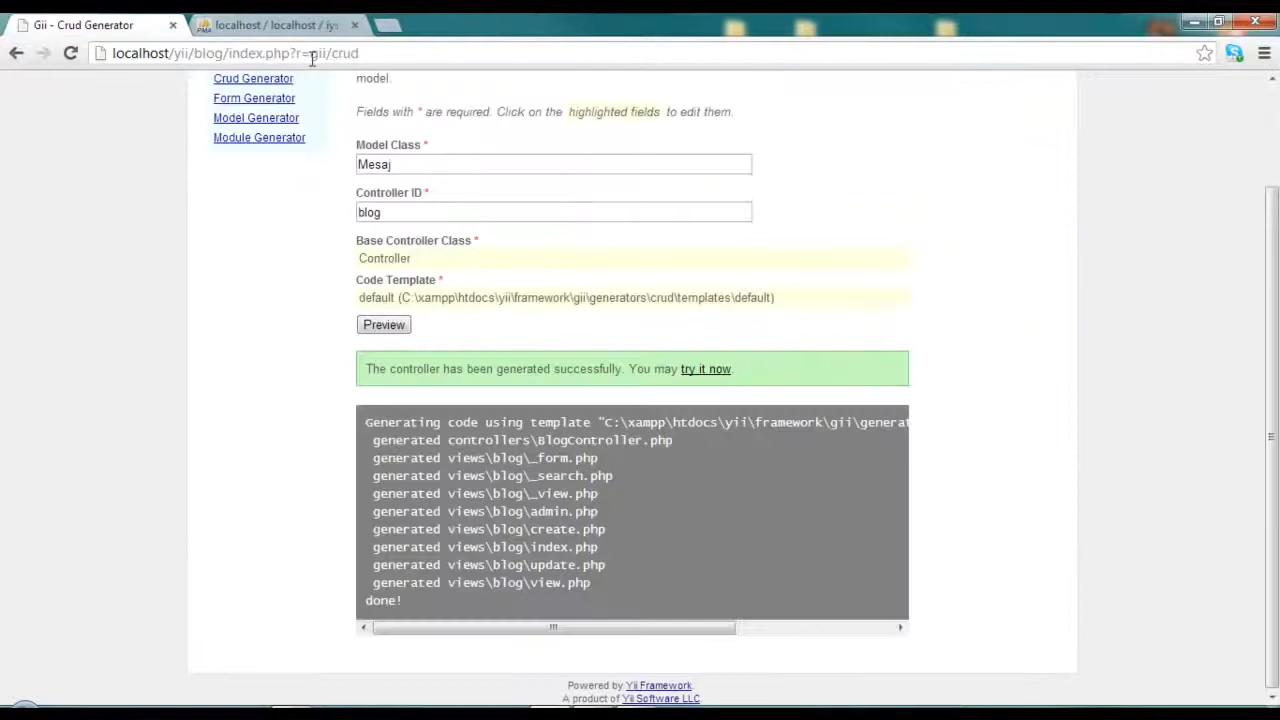 Gii - Crud Generator
localhost / localhost / iys
localhost/yii/blog/index.php?r=gii/crud
Crud Generator
Form Generator
Model Generator
Module Generator
model.
Fields with * are required. Click on the highlighted fields to edit them.
Model Class *
Mesaj
Controller ID *
blog
Base Controller Class *
Controller
Code Template *
default (C:\xampp\htdocs\yii\framework\gii\generators\crud\templates\default)
Preview
The controller has been generated successfully. You may try it now.
Generating code using template "C:\xampp\htdocs\yii\framework\gii\generat
generated controllers\BlogController.php
generated views\blog\_form.php
generated views\blog\_search.php
generated views\blog\_view.php
generated views\blog\admin.php
generated views\blog\create.php
generated views\blog\index.php
generated views\blog\update.php
generated views\blog\view.php
done!
Powered by Yii Framework.
A product of Yii Software LLC.